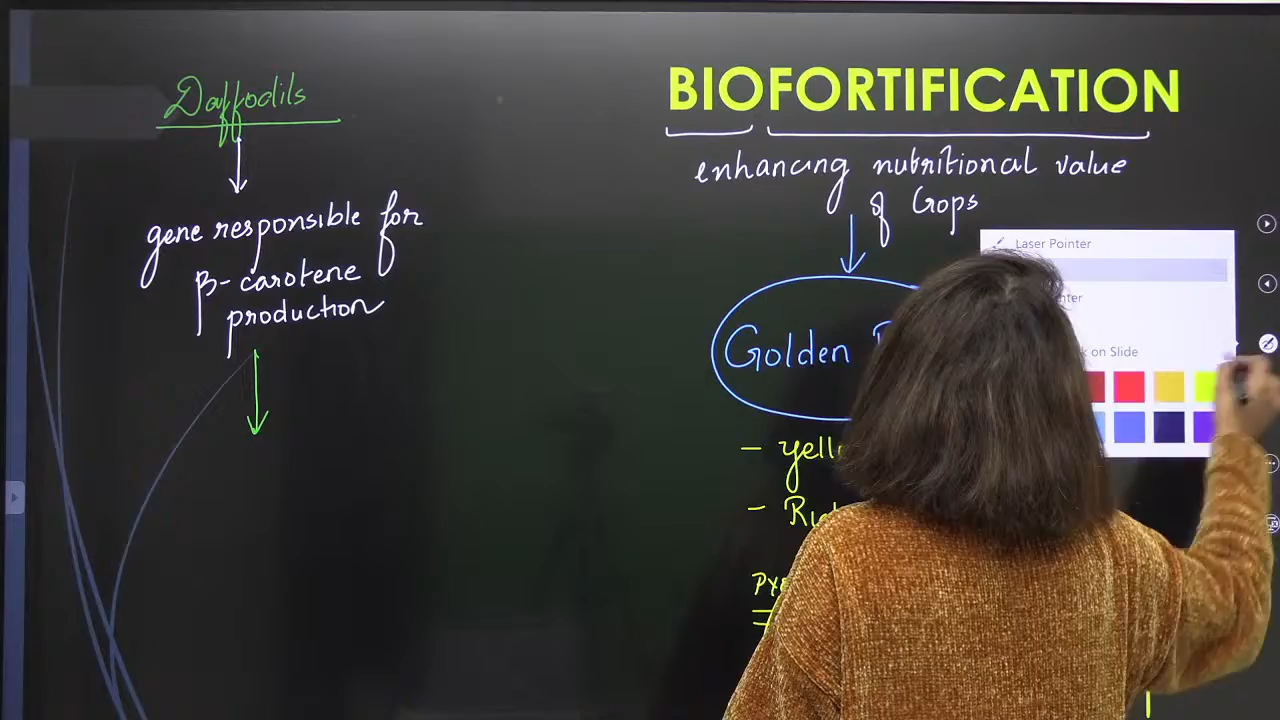 Daffodils
gene responsible for
β-carotene
production
BIOFORTIFICATION
enhancing nutritional value
of Crops
Golden
Laser Pointer
on Slide